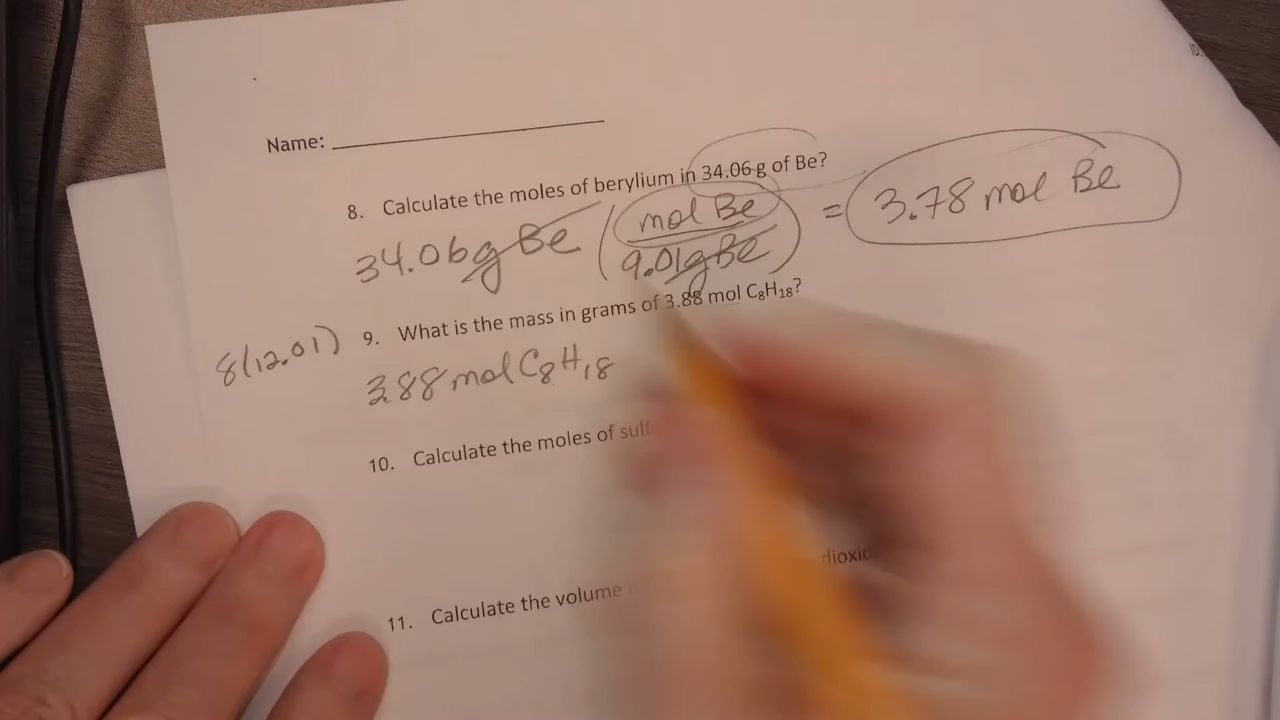 Name:
8. Calculate the moles of berylium in 34.06 g of Be?
34.06g Be (mol Be / 9.01g Be) = 3.78 mol Be
9. What is the mass in grams of 3.88 mol C₈H₁₈?
8(12.01)
3.88 mol C₈H₁₈
10. Calculate the moles of
11. Calculate the volume